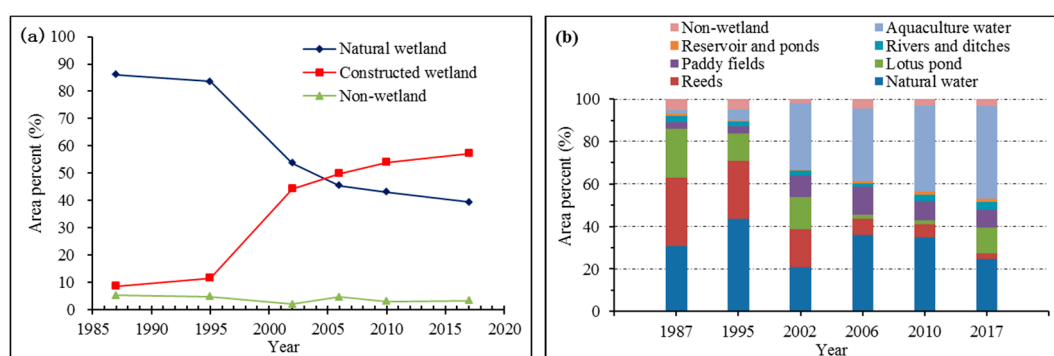 (a)
Natural wetland
Constructed wetland
Non-wetland
Area percent (%)
100
90
80
70
60
50
40
30
20
10
0
1985 1990 1995 2000 2005 2010 2015 2020
Year
(b)
Non-wetland Aquaculture water
Reservoir and ponds Rivers and ditches
Paddy fields Lotus pond
Reeds Natural water
Area percent (%)
100
80
60
40
20
0
1987 1995 2002 2006 2010 2017
Year